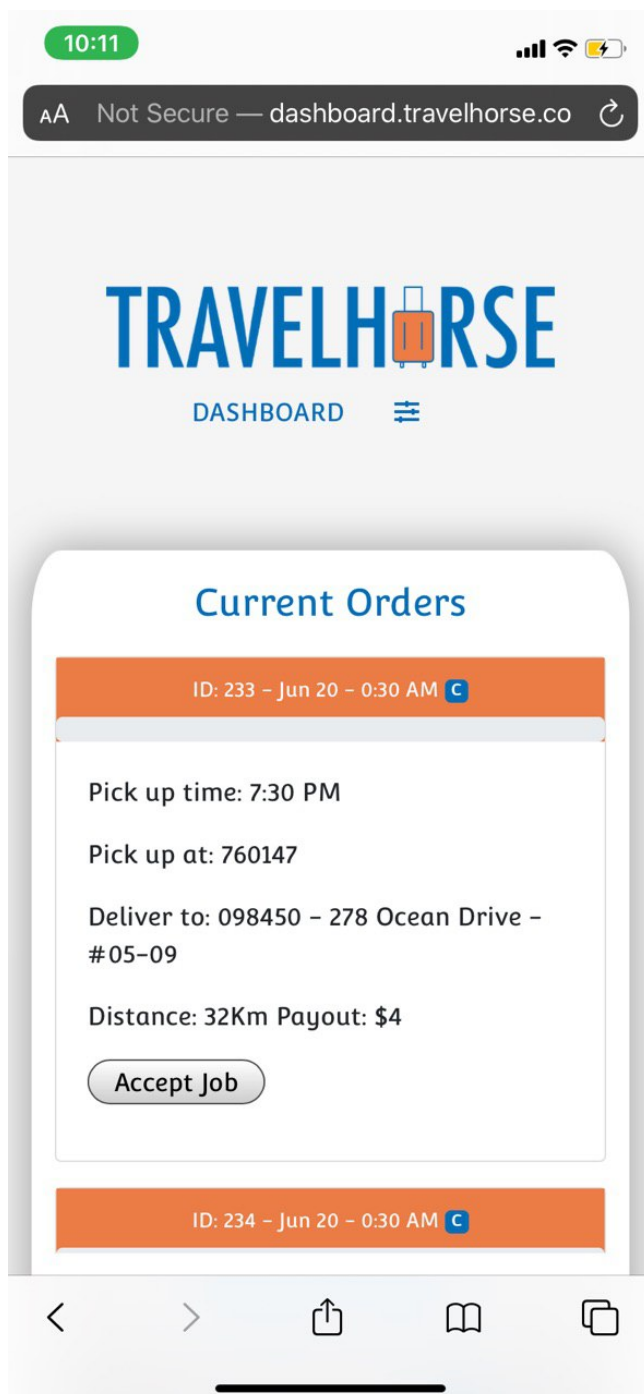 10:11
AA Not Secure — dashboard.travelhorse.co
TRAVELHORSE
DASHBOARD
Current Orders
ID: 233 - Jun 20 - 0:30 AM C
Pick up time: 7:30 PM
Pick up at: 760147
Deliver to: 098450 - 278 Ocean Drive -
#05-09
Distance: 32Km Payout: $4
Accept Job
ID: 234 - Jun 20 - 0:30 AM C